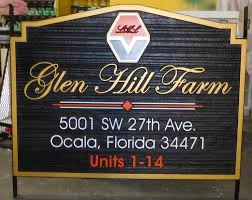 Glen Hill Farm
5001 SW 27th Ave.
Ocala, Florida 34471
Units 1-14